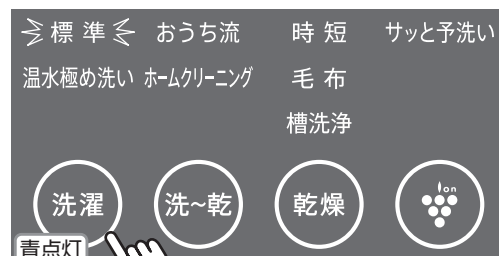 標準 おうち流 時短 サッと予洗い
温水極め洗い ホームクリーニング 毛布
槽洗浄
洗濯 洗~乾 乾燥 ion
青点灯